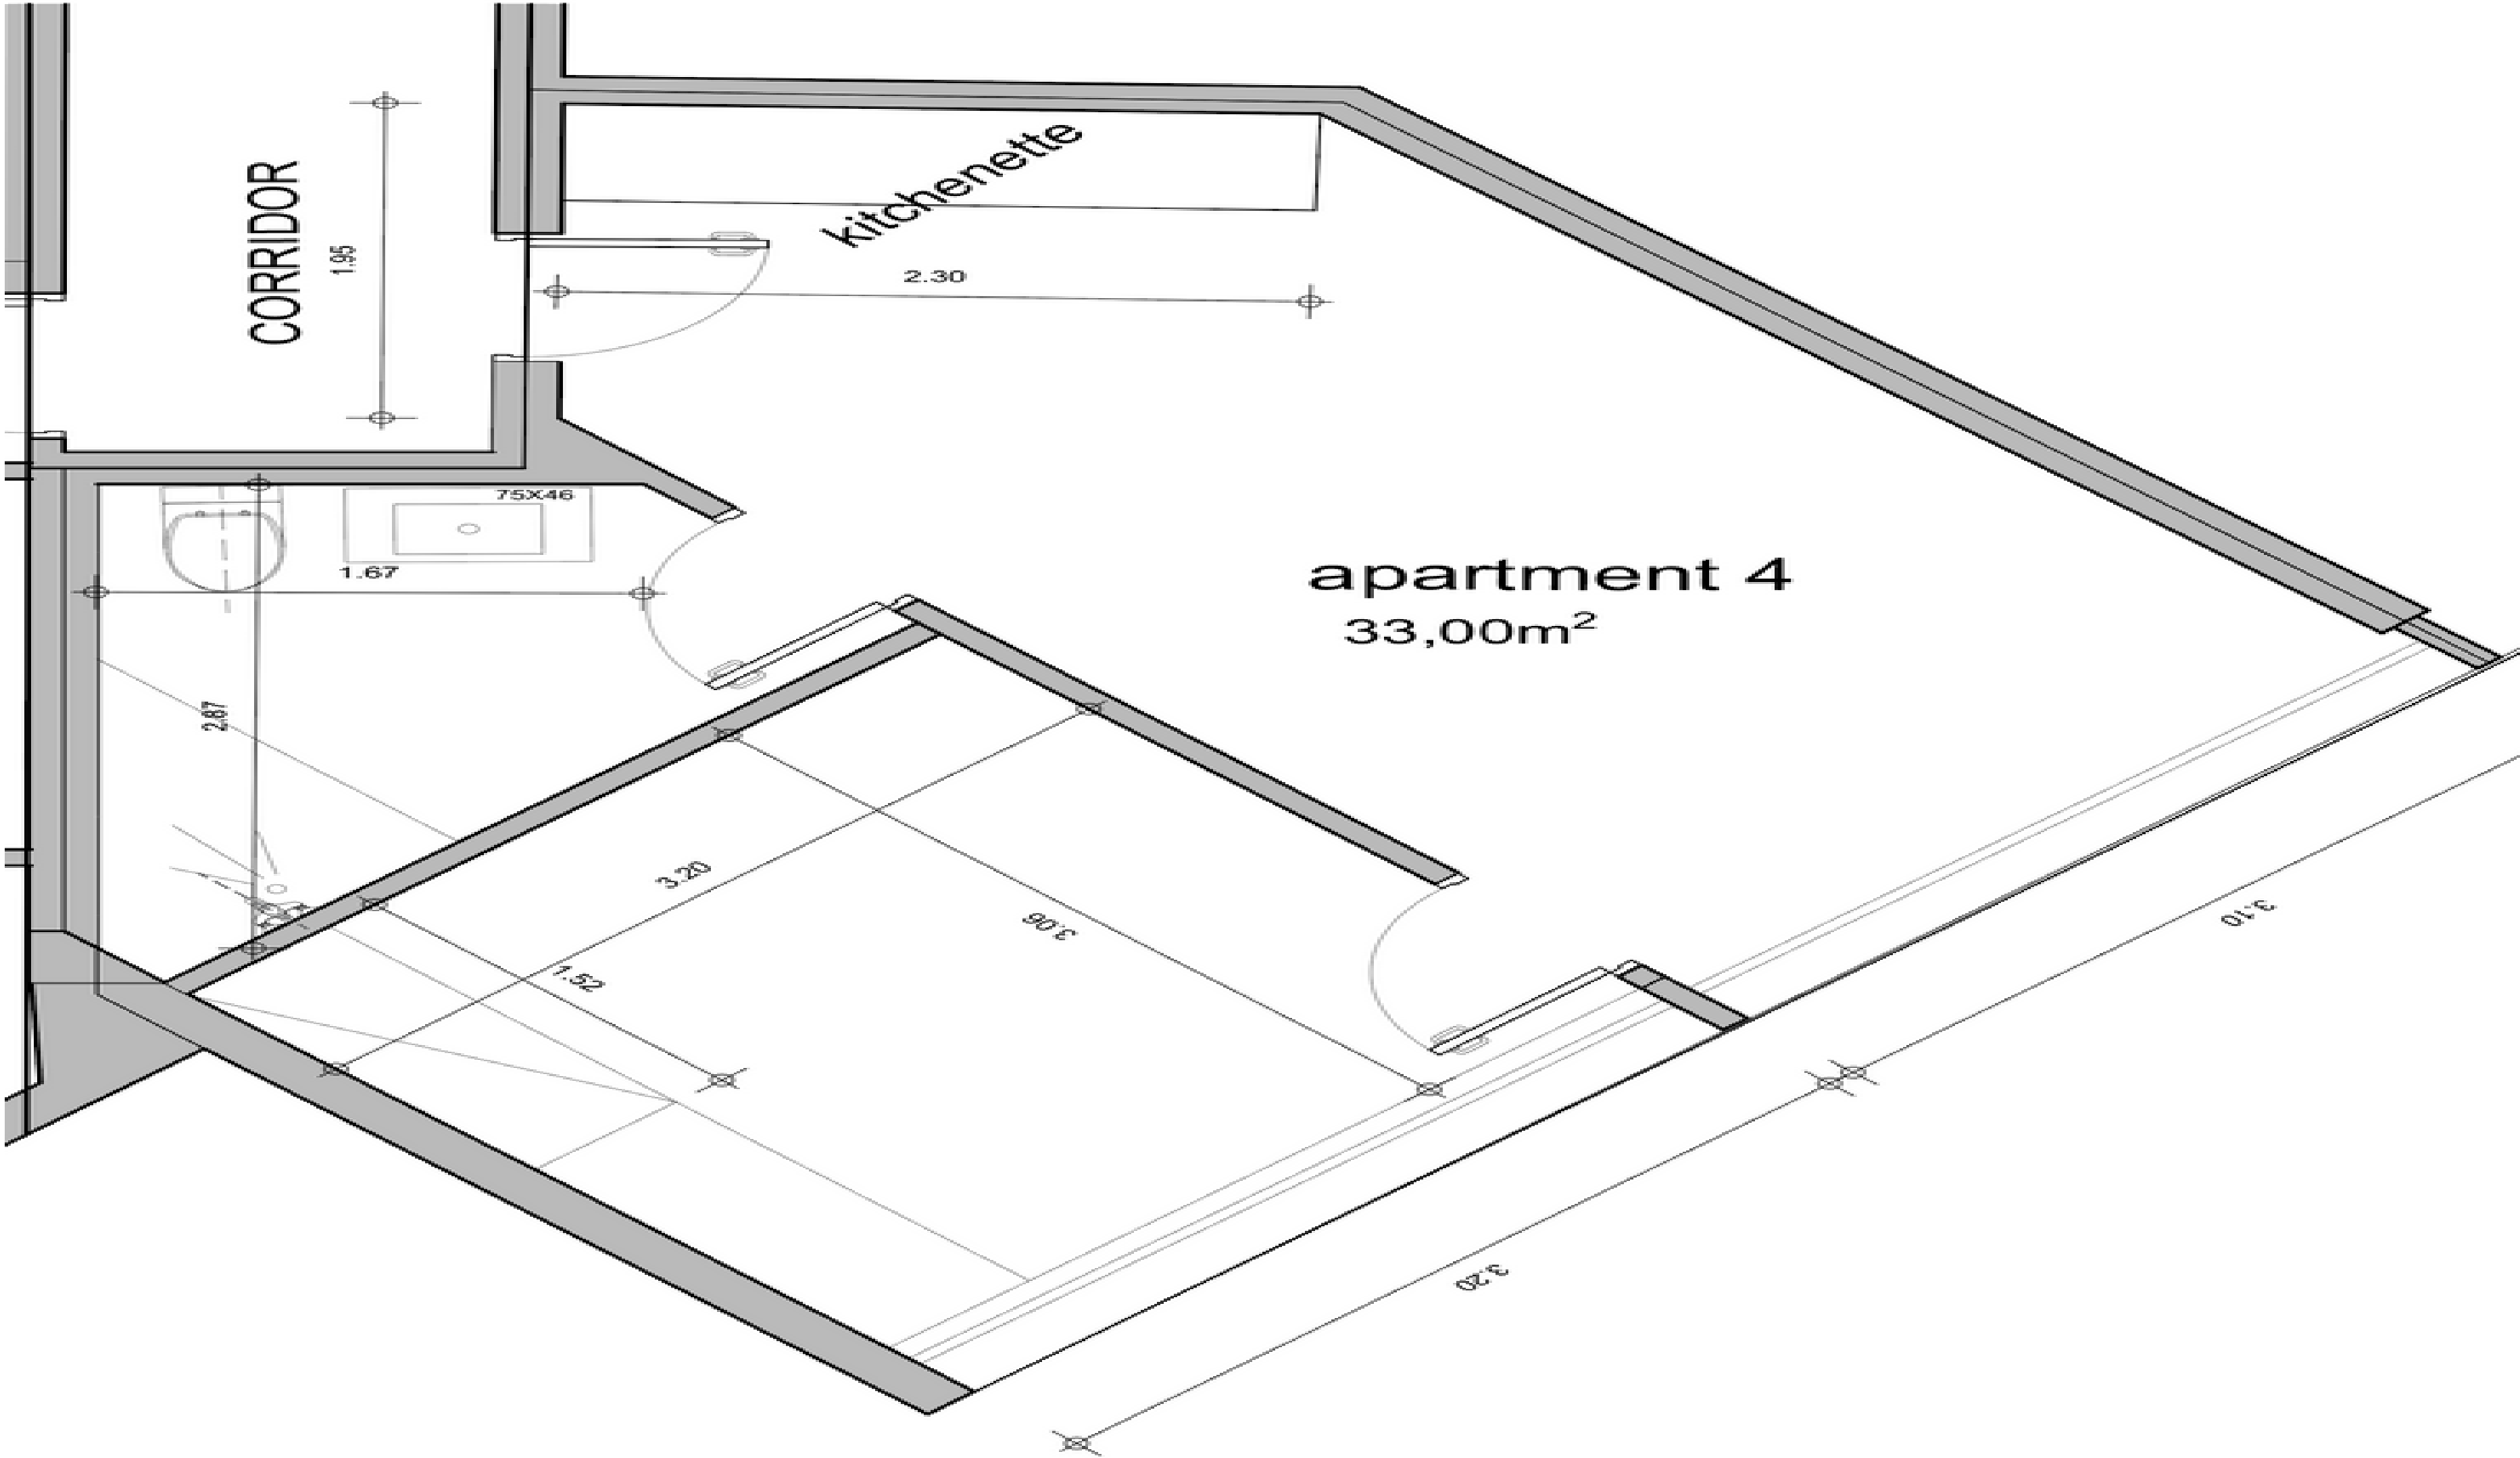 CORRIDOR
1.95
kitchenette
2.30
75X46
1.67
apartment 4
33,00m²
2.87
3.20
3.06
1.52
3.10
3.20